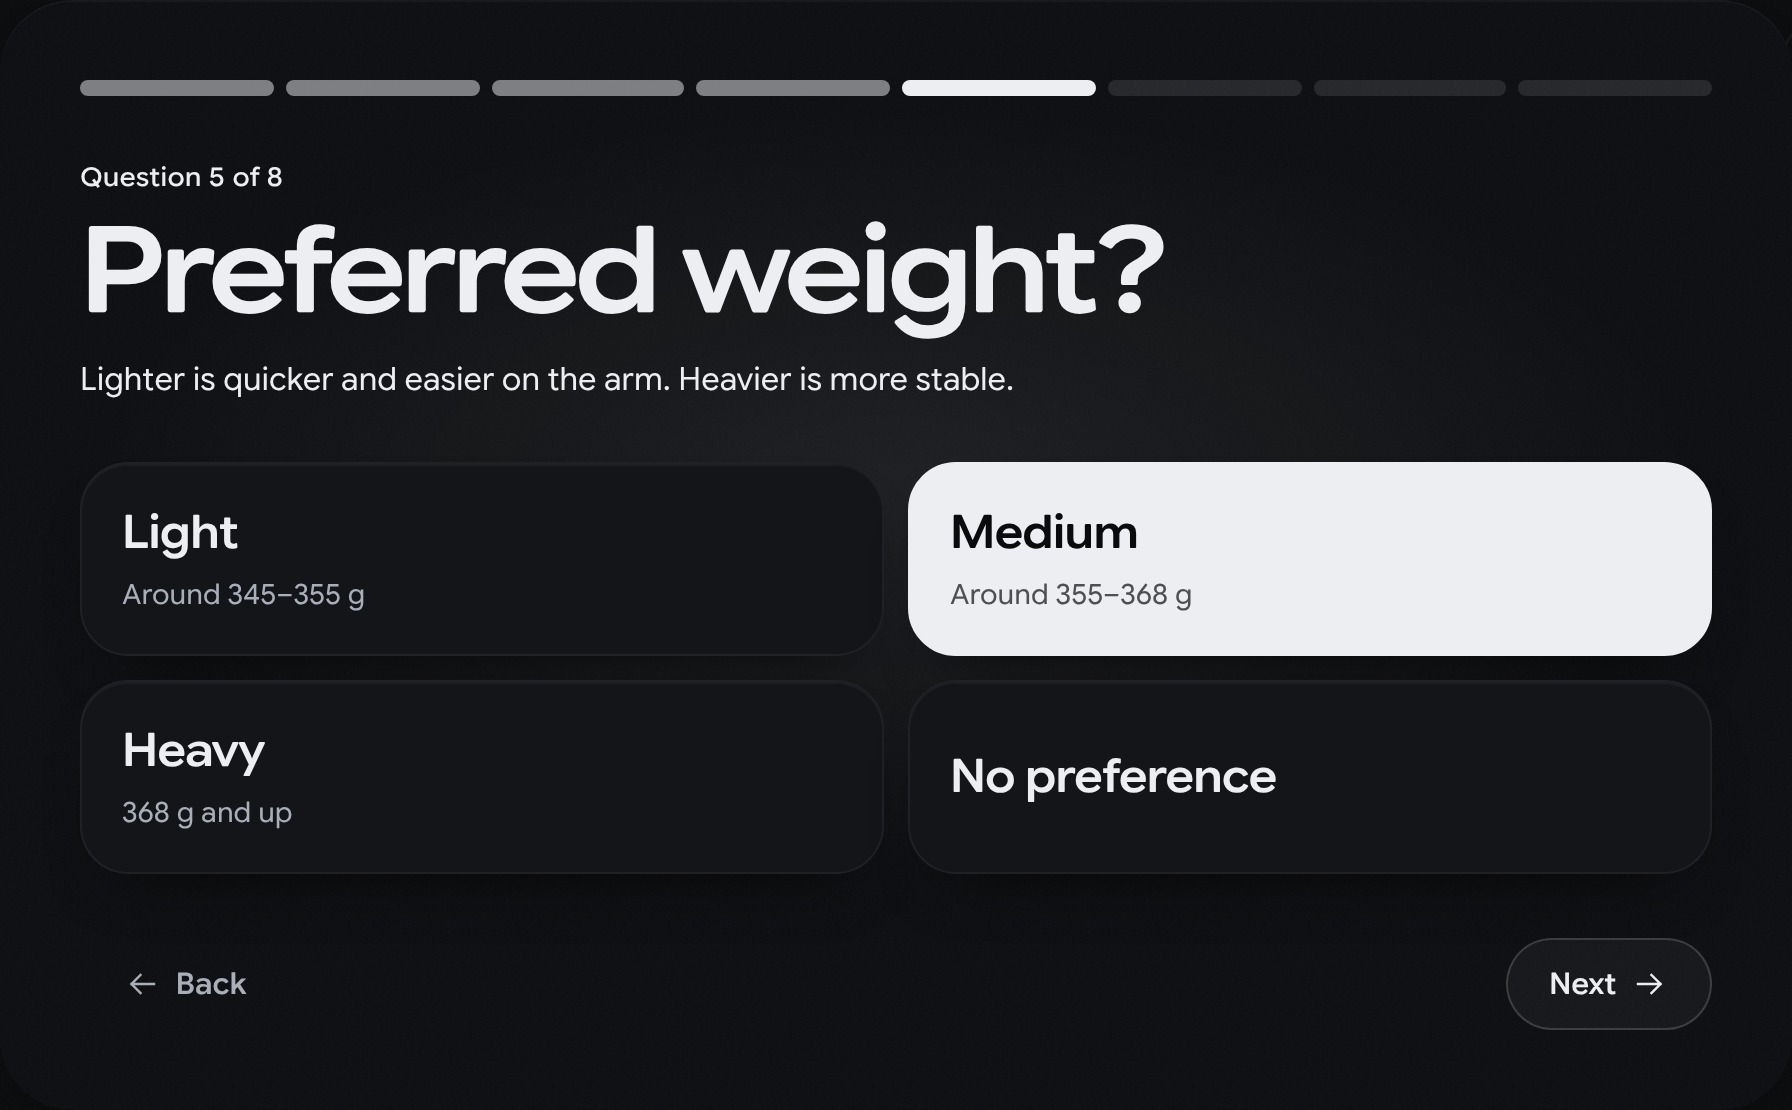 Question 5 of 8
Preferred weight?
Lighter is quicker and easier on the arm. Heavier is more stable.
Light
Around 345–355 g
Medium
Around 355–368 g
Heavy
368 g and up
No preference
← Back
Next →